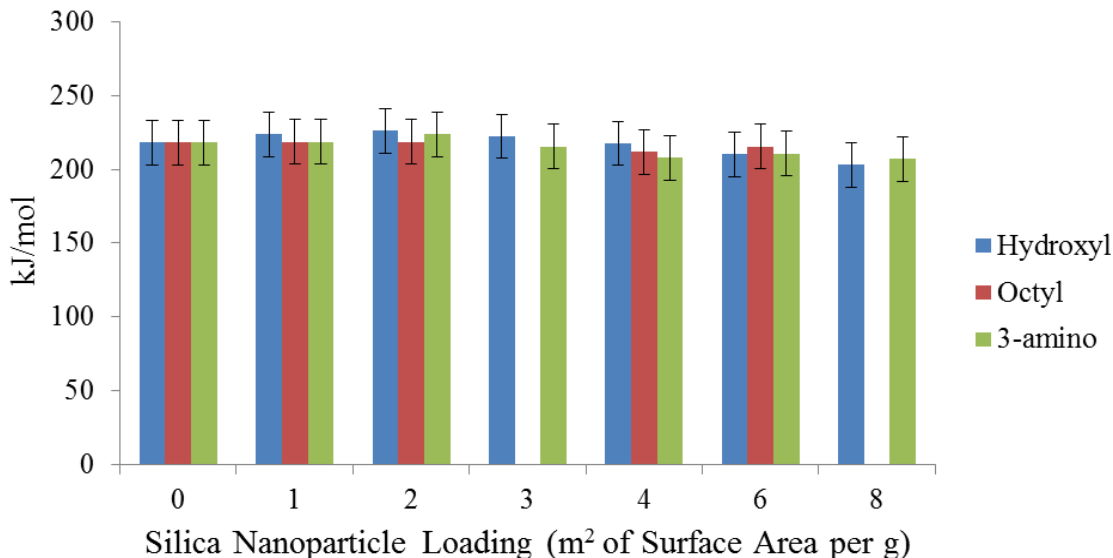 300
250
200
150
100
50
0
kJ/mol
0 1 2 3 4 6 8
Silica Nanoparticle Loading (m² of Surface Area per g)
Hydroxyl
Octyl
3-amino